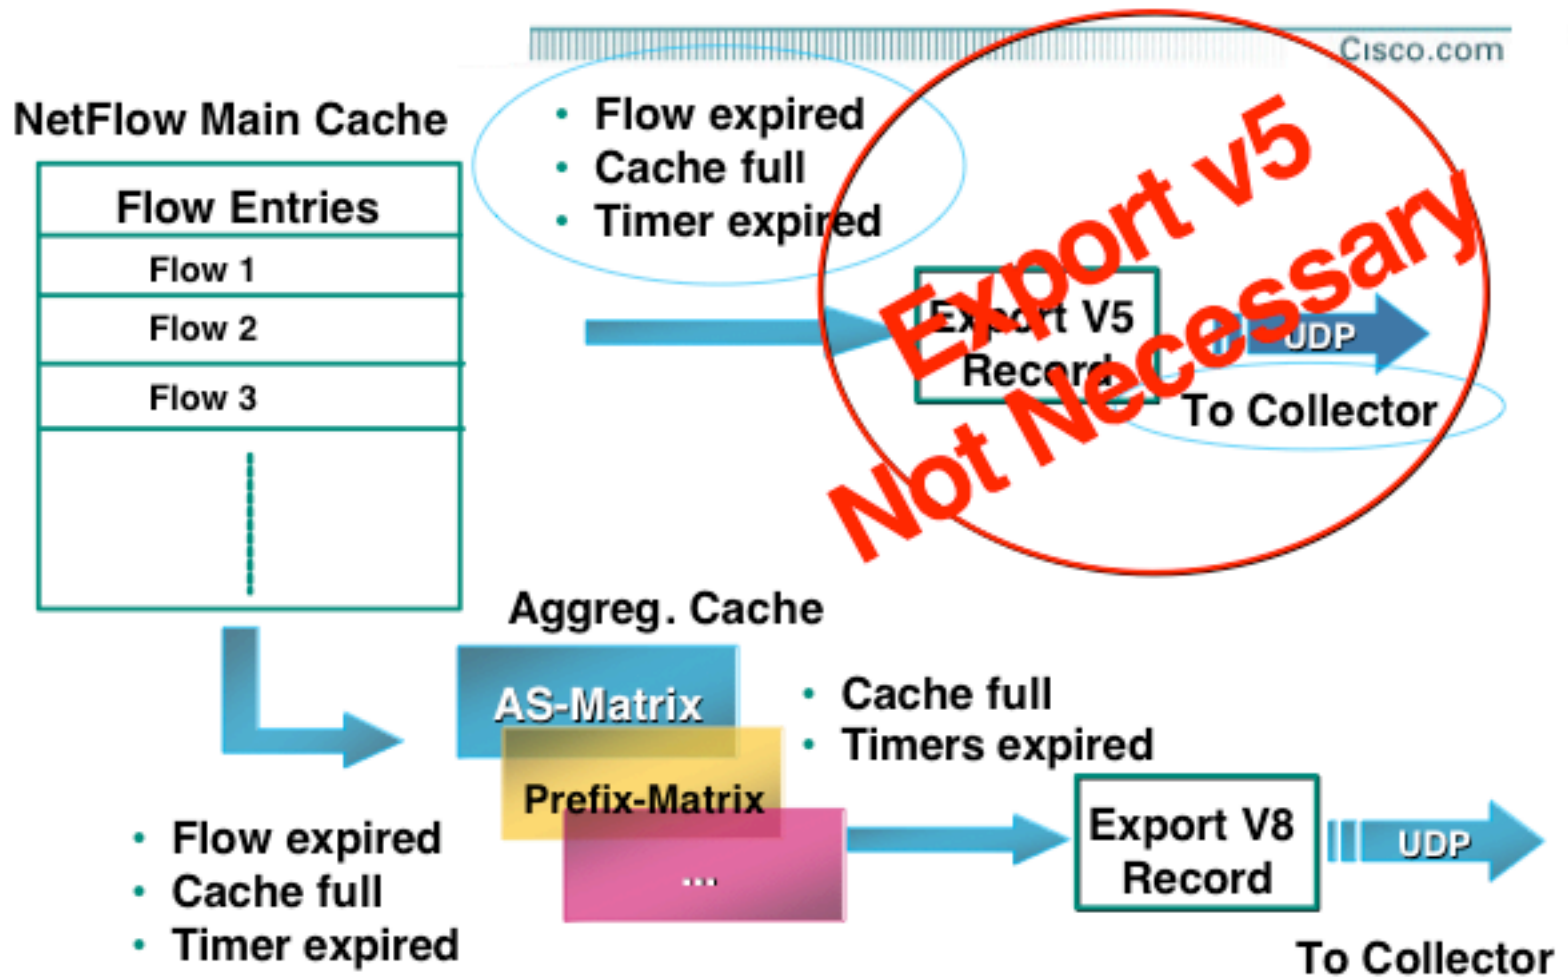 Cisco.com
NetFlow Main Cache
Flow Entries
Flow 1
Flow 2
Flow 3
• Flow expired
• Cache full
• Timer expired
Export V5
Record
UDP
To Collector
Export v5
Not Necessary
Aggreg. Cache
AS-Matrix
Prefix-Matrix
...
• Flow expired
• Cache full
• Timer expired
• Cache full
• Timers expired
Export V8
Record
UDP
To Collector